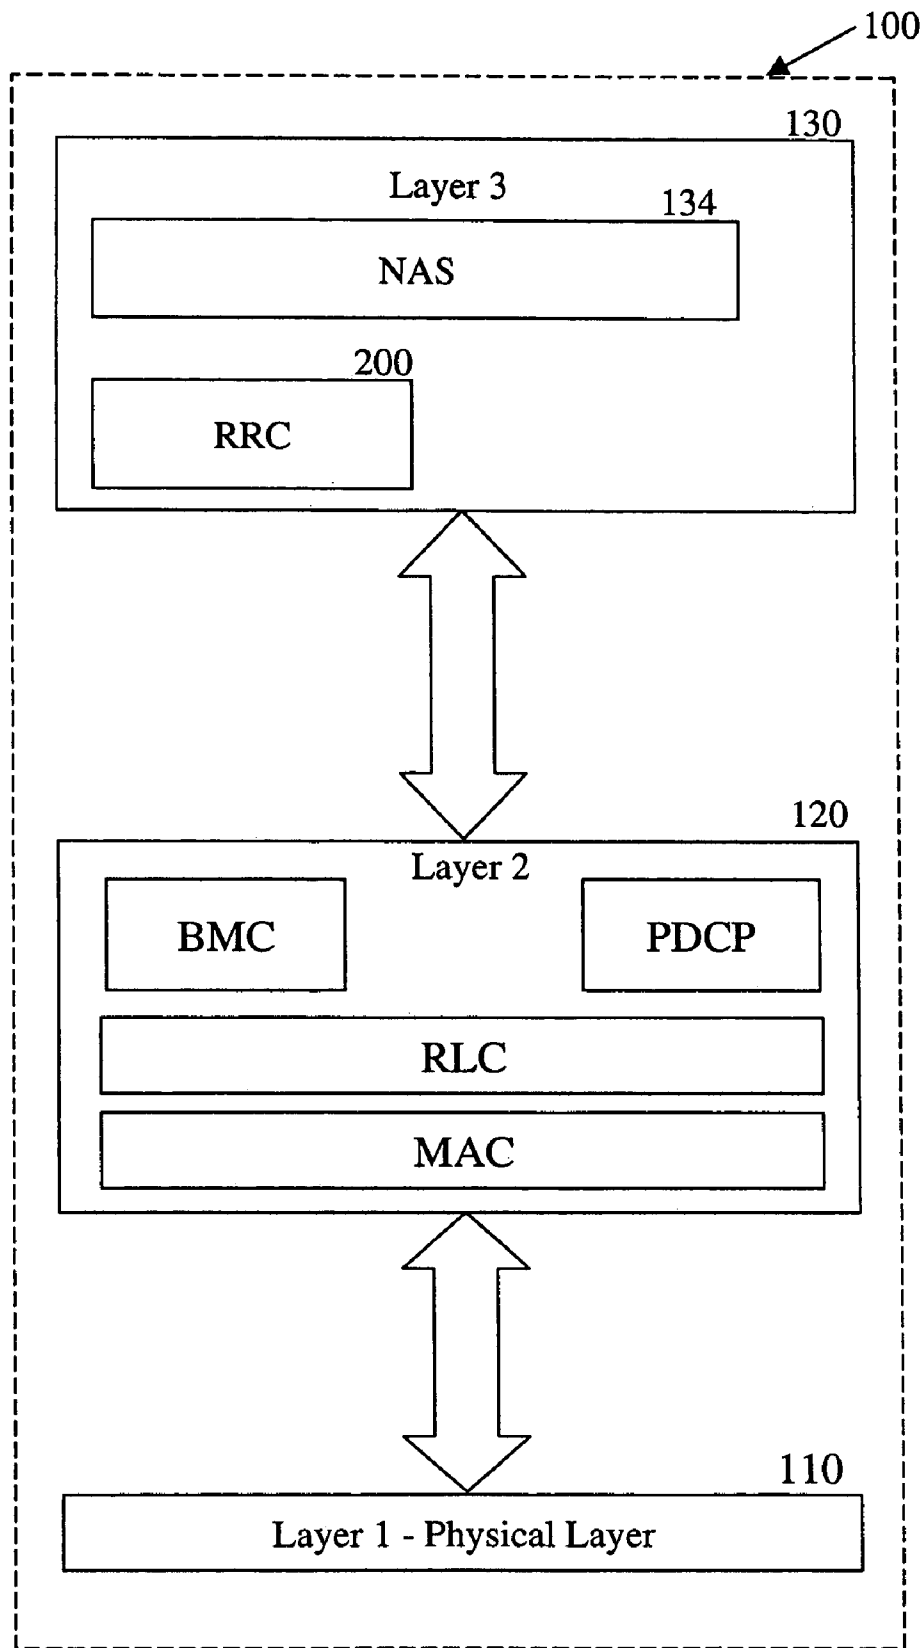 100
130
Layer 3
134
NAS
200
RRC
120
Layer 2
BMC
PDCP
RLC
MAC
110
Layer 1 - Physical Layer